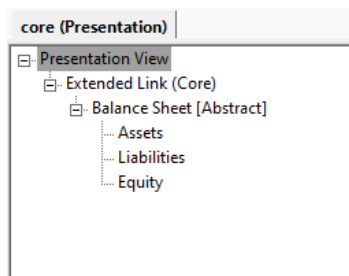 core (Presentation)
Presentation View
Extended Link (Core)
Balance Sheet [Abstract]
Assets
Liabilities
Equity